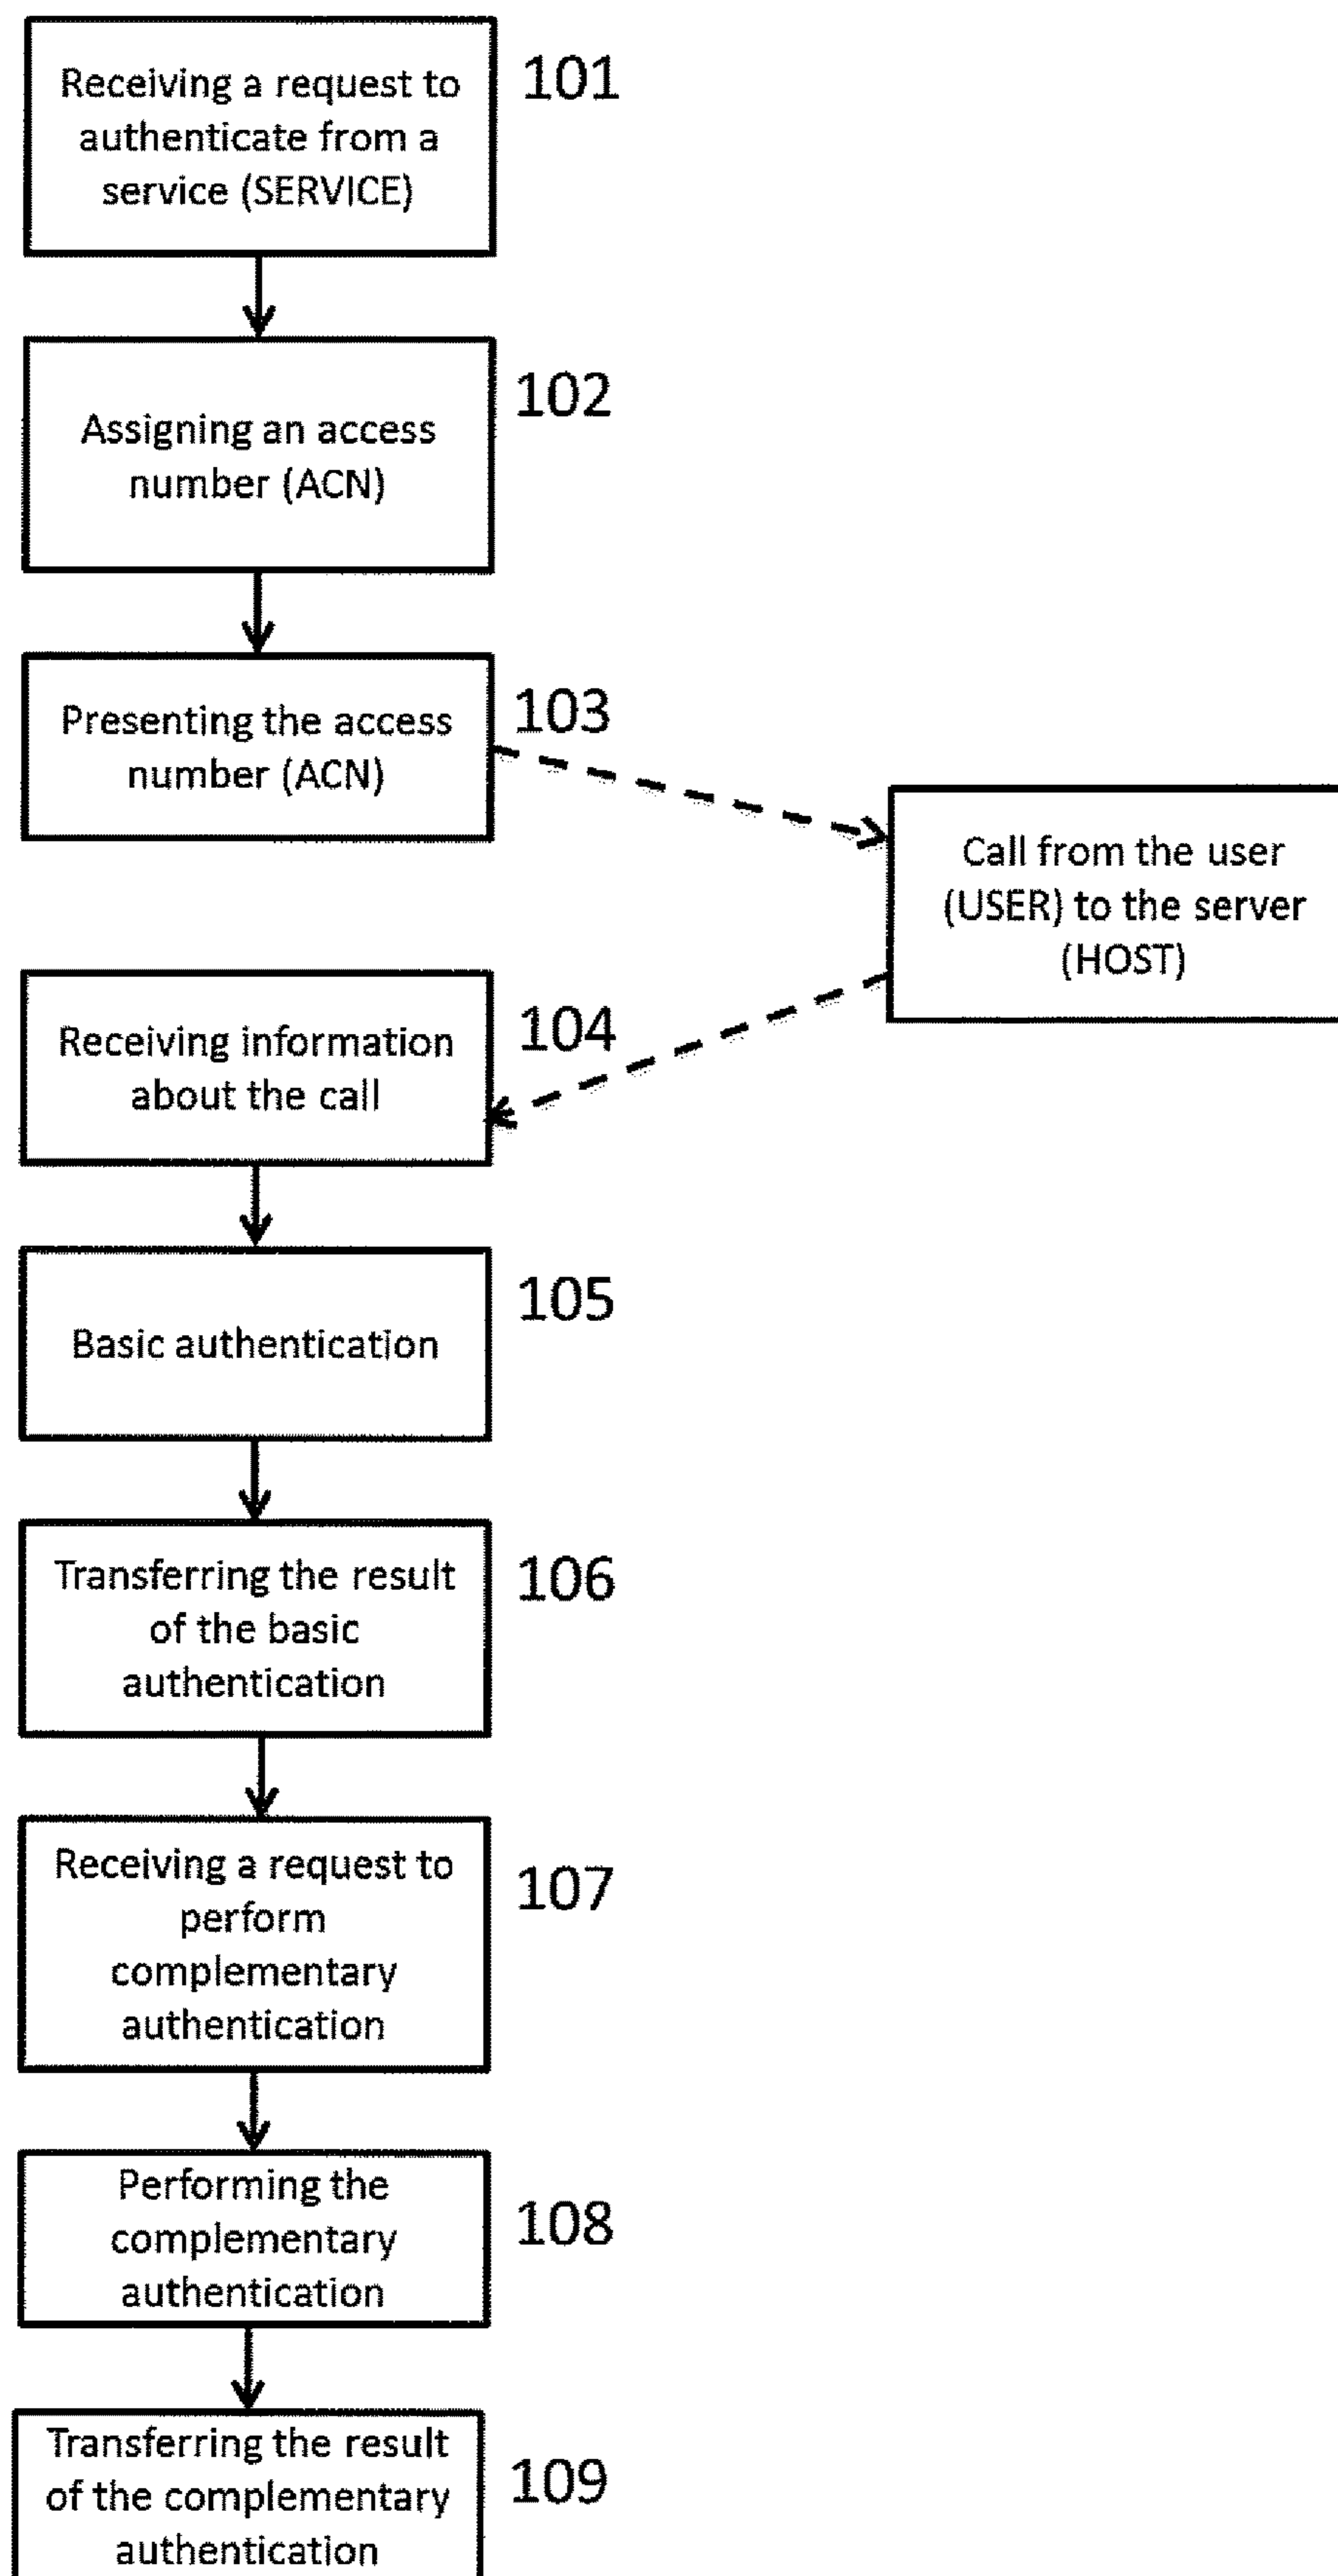 Receiving a request to
authenticate from a
service (SERVICE)
101
Assigning an access
number (ACN)
102
Presenting the access
number (ACN)
103
Call from the user
(USER) to the server
(HOST)
Receiving information
about the call
104
Basic authentication
105
Transferring the result
of the basic
authentication
106
Receiving a request to
perform
complementary
authentication
107
Performing the
complementary
authentication
108
Transferring the result
of the complementary
authentication
109